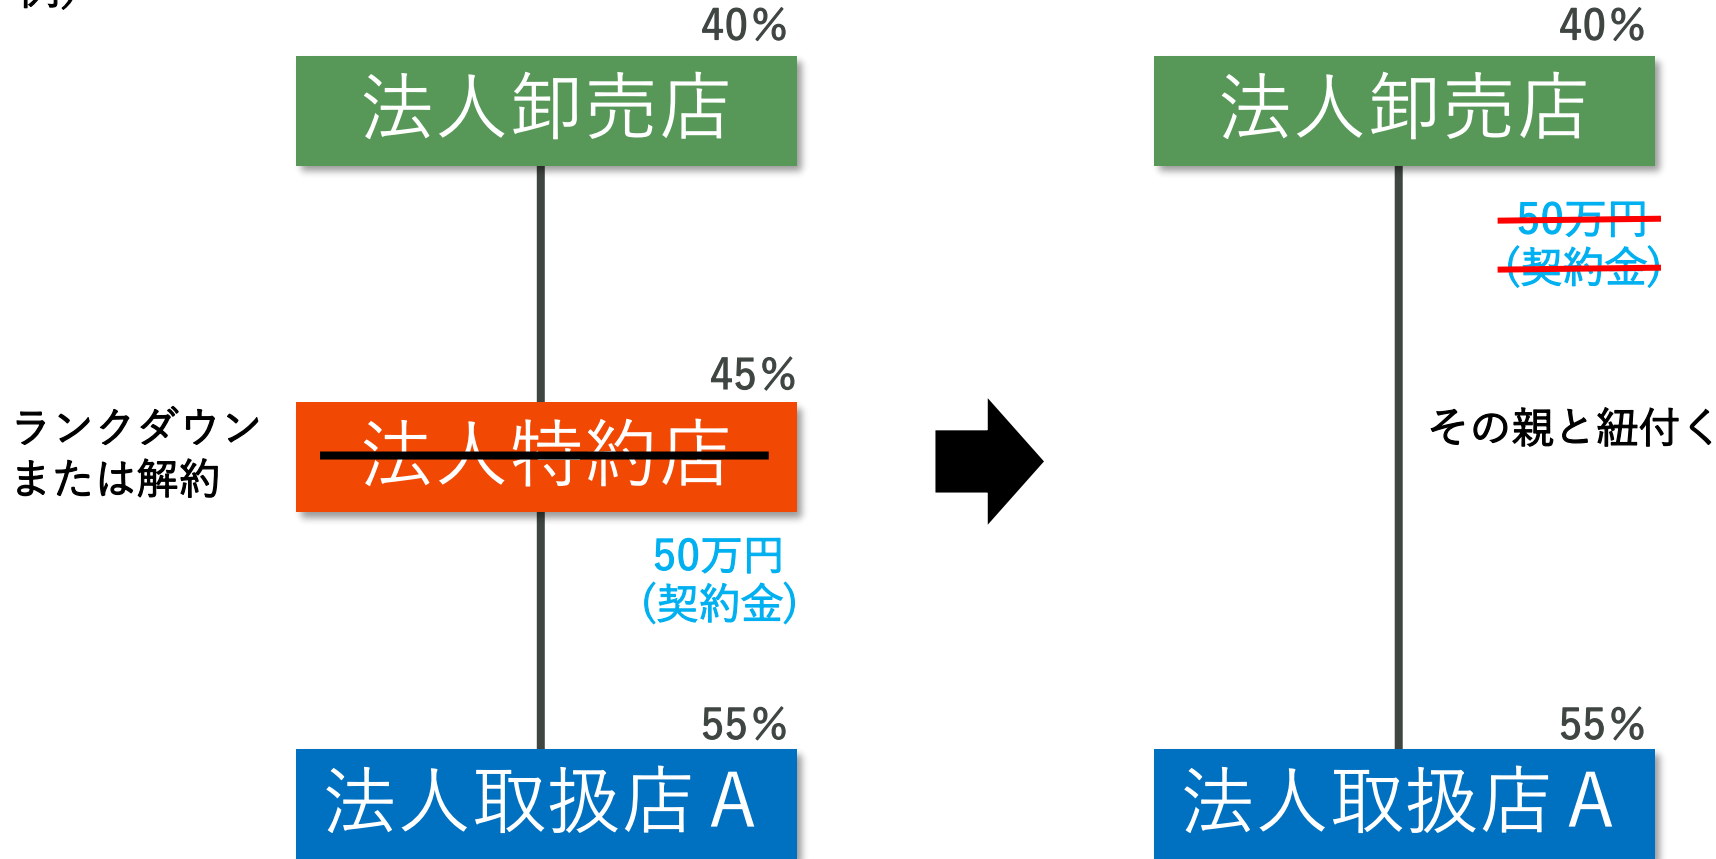 例）
40%
法人卸売店
45%
ランクダウン
または解約
法人特約店
50万円
（契約金）
55%
法人取扱店 A
40%
法人卸売店
50万円
（契約金）
その親と紐付く
55%
法人取扱店 A